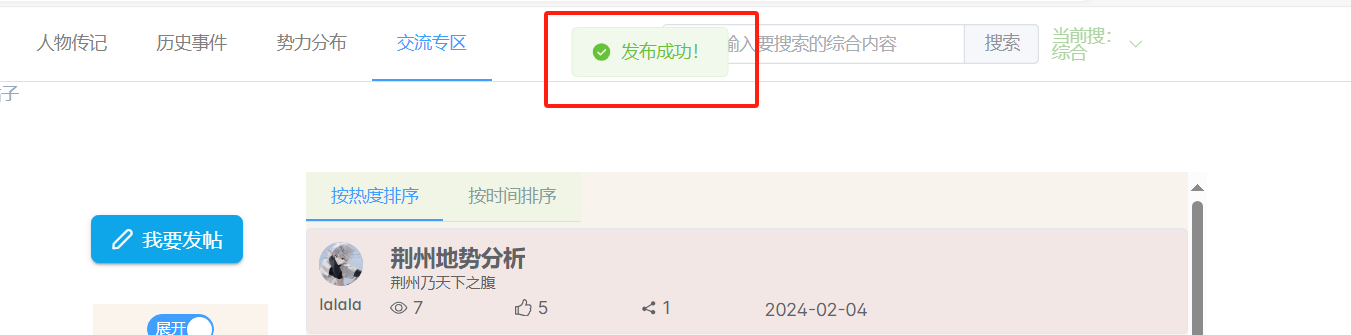 人物传记 历史事件 势力分布 交流专区 发布成功! 输入要搜索的综合内容 搜索 当前搜:
综合
帖子
按热度排序 按时间排序
我要发帖
荆州地势分析
荆州乃天下之腹
lalala 7 5 1 2024-02-04
展开